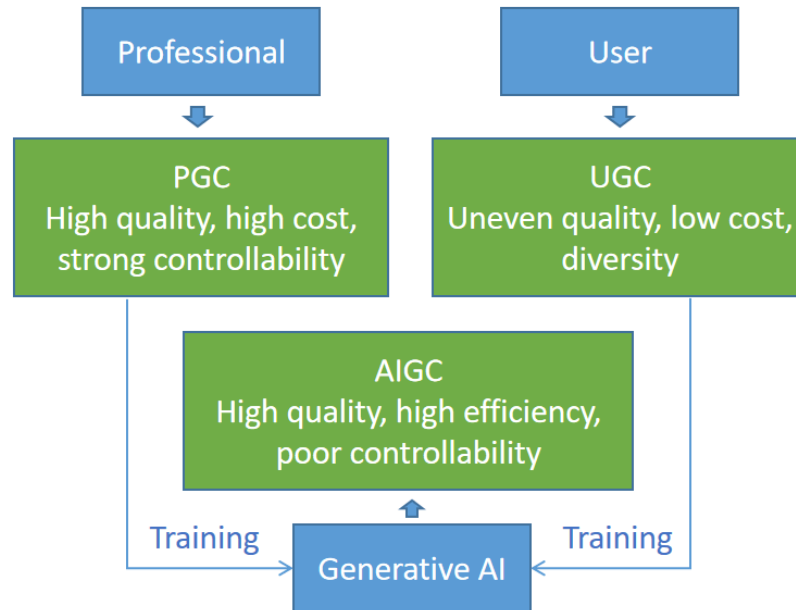 Professional
User
PGC
High quality, high cost,
strong controllability
UGC
Uneven quality, low cost,
diversity
AIGC
High quality, high efficiency,
poor controllability
Training
Training
Generative AI